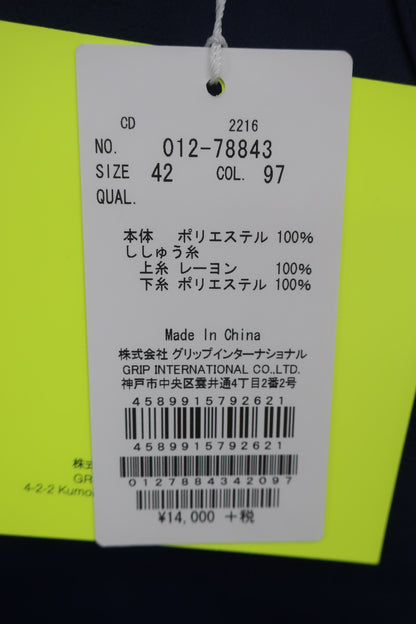 CD 2216
NO. 012-78843
SIZE 42 COL. 97
QUAL.
本体 ポリエステル 100%
ししゅう糸
上糸 レーヨン 100%
下糸 ポリエステル 100%
Made In China
株式会社 グリップインターナショナル
GRIP INTERNATIONAL CO.,LTD.
神戸市中央区雲井通4丁目2番2号
4589915792621
4589915792621
0127884342097
¥14,000 +税
株式
GR
4-2-2 Kumo